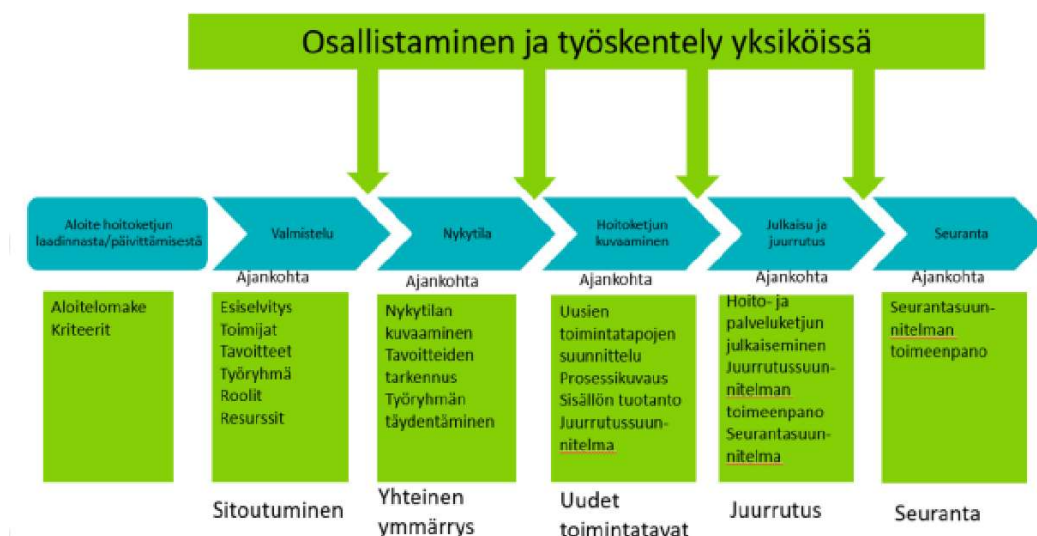 Osallistaminen ja työskentely yksiköissä
Aloite hoitoketjun
laadinnasta/päivittämisestä
Valmistelu
Nykytila
Hoitoketjun
kuvaaminen
Julkaisu ja
juurrutus
Seuranta
Ajankohta
Ajankohta
Ajankohta
Ajankohta
Ajankohta
Aloitelomake
Kriteerit
Esiselvitys
Toimijat
Tavoitteet
Työryhmä
Roolit
Resurssit
Nykytilan
kuvaaminen
Tavoitteiden
tarkennus
Työryhmän
täydentäminen
Uusien
toimintatapojen
suunnittelu
Prosessikuvaus
Sisällön tuotanto
Juurrutussuun-
nitelma
Hoito- ja
palveluketjun
julkaiseminen
Juurrutussuun-
nitelman
toimeenpano
Seurantasuun-
nitelma
Seurantasuun-
nitelman
toimeenpano
Sitoutuminen
Yhteinen
ymmärrys
Uudet
toimintatavat
Juurrutus
Seuranta